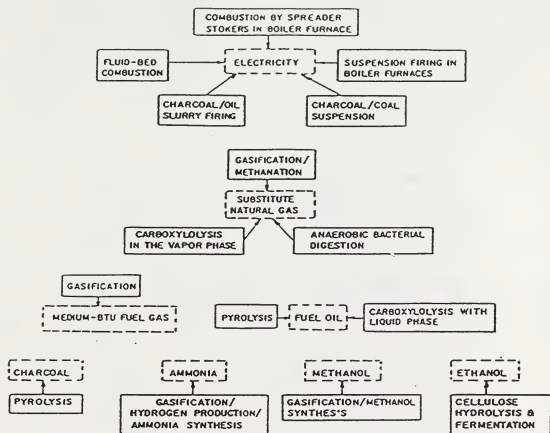 COMBUSTION BY SPREADER
STOKERS IN BOILER FURNACE
FLUID-BED
COMBUSTION
ELECTRICITY
SUSPENSION FIRING IN
BOILER FURNACES
CHARCOAL/OIL
SLURRY FIRING
CHARCOAL/COAL
SUSPENSION
GASIFICATION/
METHANATION
SUBSTITUTE
NATURAL GAS
CARBOXYLOLYSIS
IN THE VAPOR PHASE
ANAEROBIC BACTERIAL
DIGESTION
GASIFICATION
MEDIUM-BTU FUEL GAS
PYROLYSIS
FUEL OIL
CARBOXYLOLYSIS WITH
LIQUID PHASE
CHARCOAL
PYROLYSIS
AMMONIA
GASIFICATION/
HYDROGEN PRODUCTION/
AMMONIA SYNTHESIS
METHANOL
GASIFICATION/METHANOL
SYNTHES'S
ETHANOL
CELLULOSE
HYDROLYSIS &
FERMENTATION